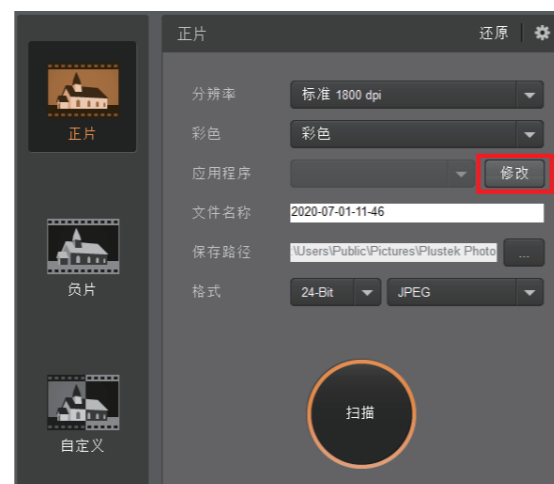 正片
负片
自定义
正片 还原
分辨率 标准 1800 dpi
彩色 彩色
应用程序 修改
文件名称 2020-07-01-11-46
保存路径 :\Users\Public\Pictures\Plustek Photo ...
格式 24-Bit JPEG
扫描